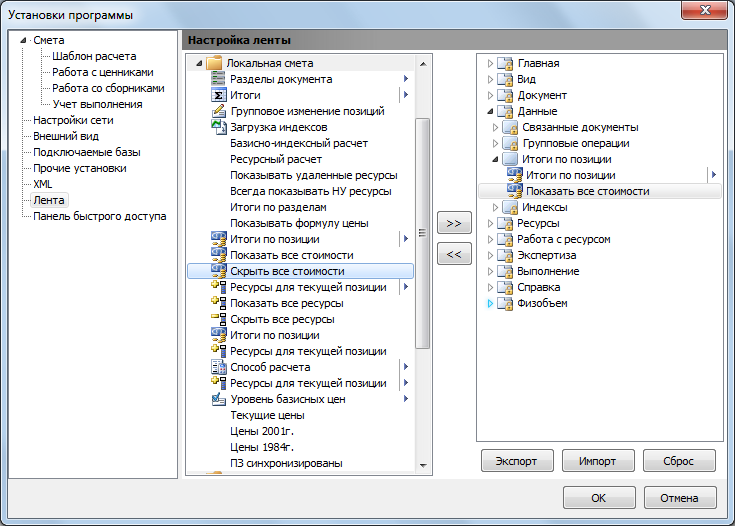 Установки программы
Смета
Шаблон расчета
Работа с ценниками
Работа со сборниками
Учет выполнения
Настройки сети
Внешний вид
Подключаемые базы
Прочие установки
XML
Лента
Панель быстрого доступа
Настройка ленты
Локальная смета
Разделы документа
Итоги
Групповое изменение позиций
Загрузка индексов
Базисно-индексный расчет
Ресурсный расчет
Показывать удаленные ресурсы
Всегда показывать НУ ресурсы
Итоги по разделам
Показывать формулу цены
Итоги по позиции
Показать все стоимости
Скрыть все стоимости
Ресурсы для текущей позиции
Показать все ресурсы
Скрыть все ресурсы
Итоги по позиции
Ресурсы для текущей позиции
Способ расчета
Ресурсы для текущей позиции
Уровень базисных цен
Текущие цены
Цены 2001г.
Цены 1984г.
ПЗ синхронизированы
>>
<<
Главная
Вид
Документ
Данные
Связанные документы
Групповые операции
Итоги по позиции
Итоги по позиции
Показать все стоимости
Индексы
Ресурсы
Работа с ресурсом
Экспертиза
Выполнение
Справка
Физобъем
Экспорт
Импорт
Сброс
OK
Отмена